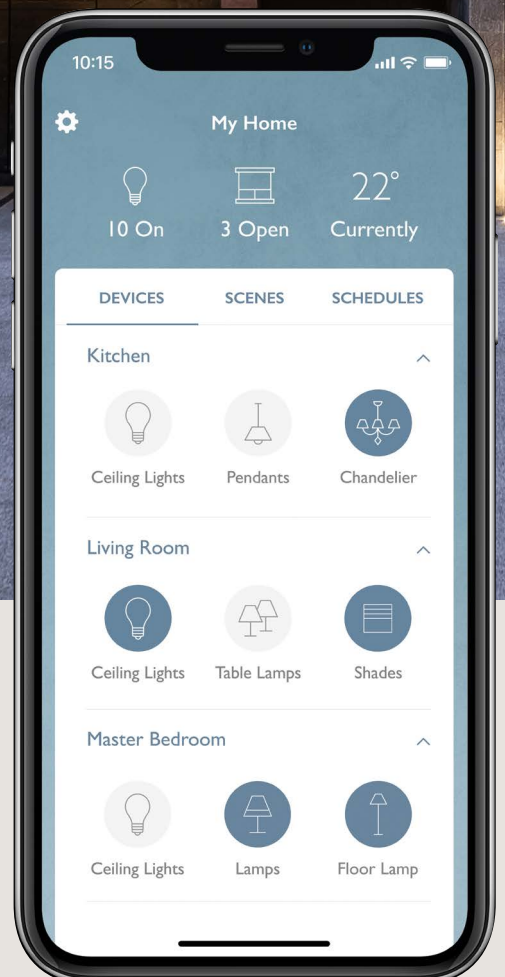 10:15
My Home
10 On
3 Open
22°
Currently
DEVICES
SCENES
SCHEDULES
Kitchen
Ceiling Lights
Pendants
Chandelier
Living Room
Ceiling Lights
Table Lamps
Shades
Master Bedroom
Ceiling Lights
Lamps
Floor Lamp